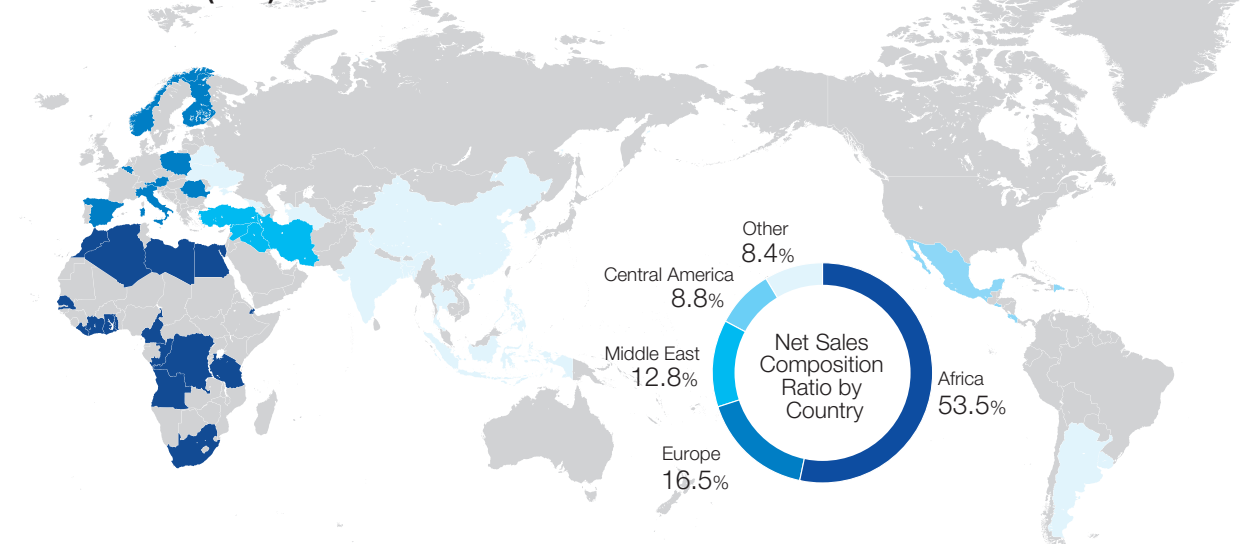 Other
8.4%
Central America
8.8%
Middle East
12.8%
Europe
16.5%
Africa
53.5%
Net Sales
Composition
Ratio by
Country